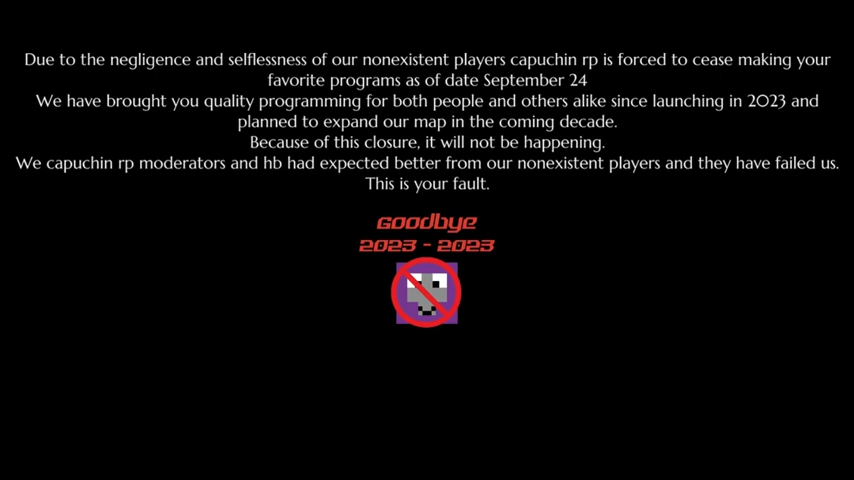 Due to the negligence and selflessness of our nonexistent players capuchin rp is forced to cease making your
favorite programs as of date September 24
We have brought you quality programming for both people and others alike since launching in 2023 and
planned to expand our map in the coming decade.
Because of this closure, it will not be happening.
We capuchin rp moderators and hb had expected better from our nonexistent players and they have failed us.
This is your fault.
Goodbye
2023 - 2023